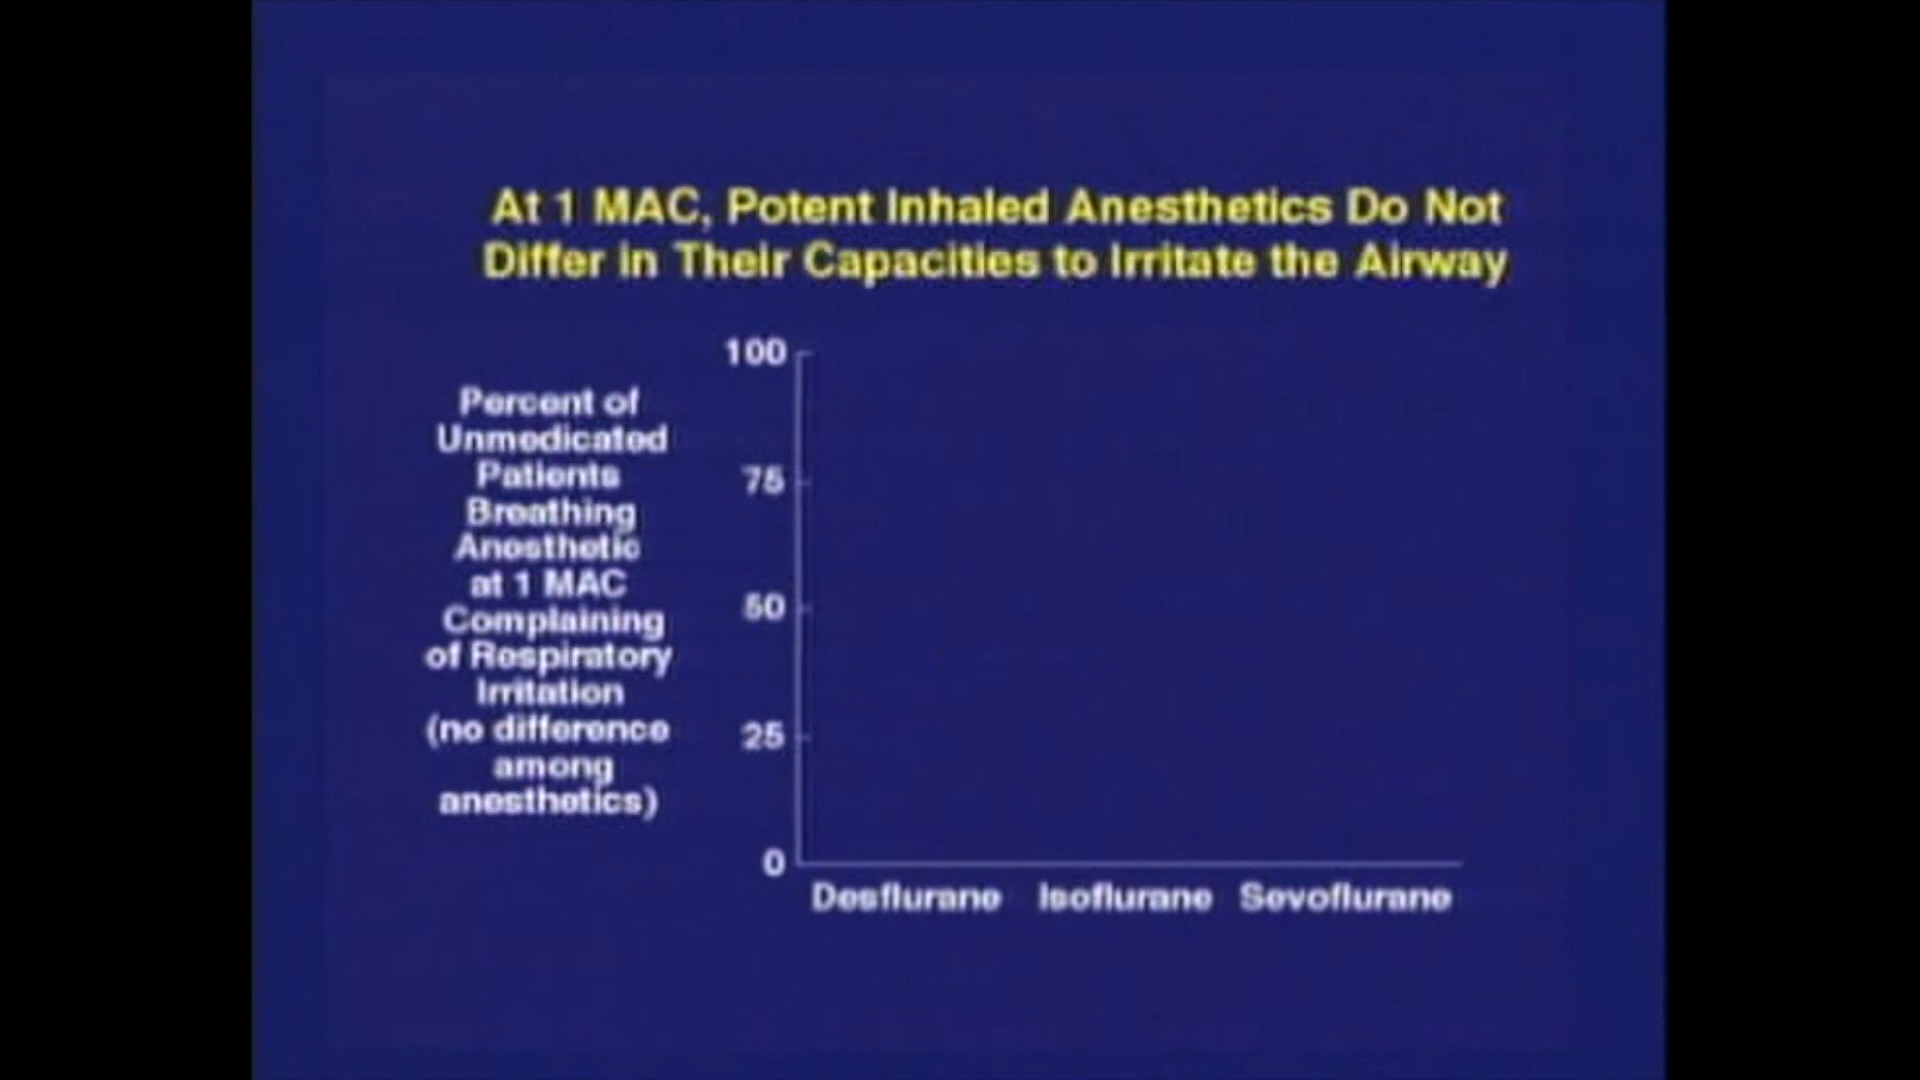 At 1 MAC, Potent Inhaled Anesthetics Do Not
Differ in Their Capacities to Irritate the Airway
100
75
50
25
0
Percent of
Unmedicated
Patients
Breathing
Anesthetic
at 1 MAC
Complaining
of Respiratory
Irritation
(no difference
among
anesthetics)
Desflurane Isoflurane Sevoflurane